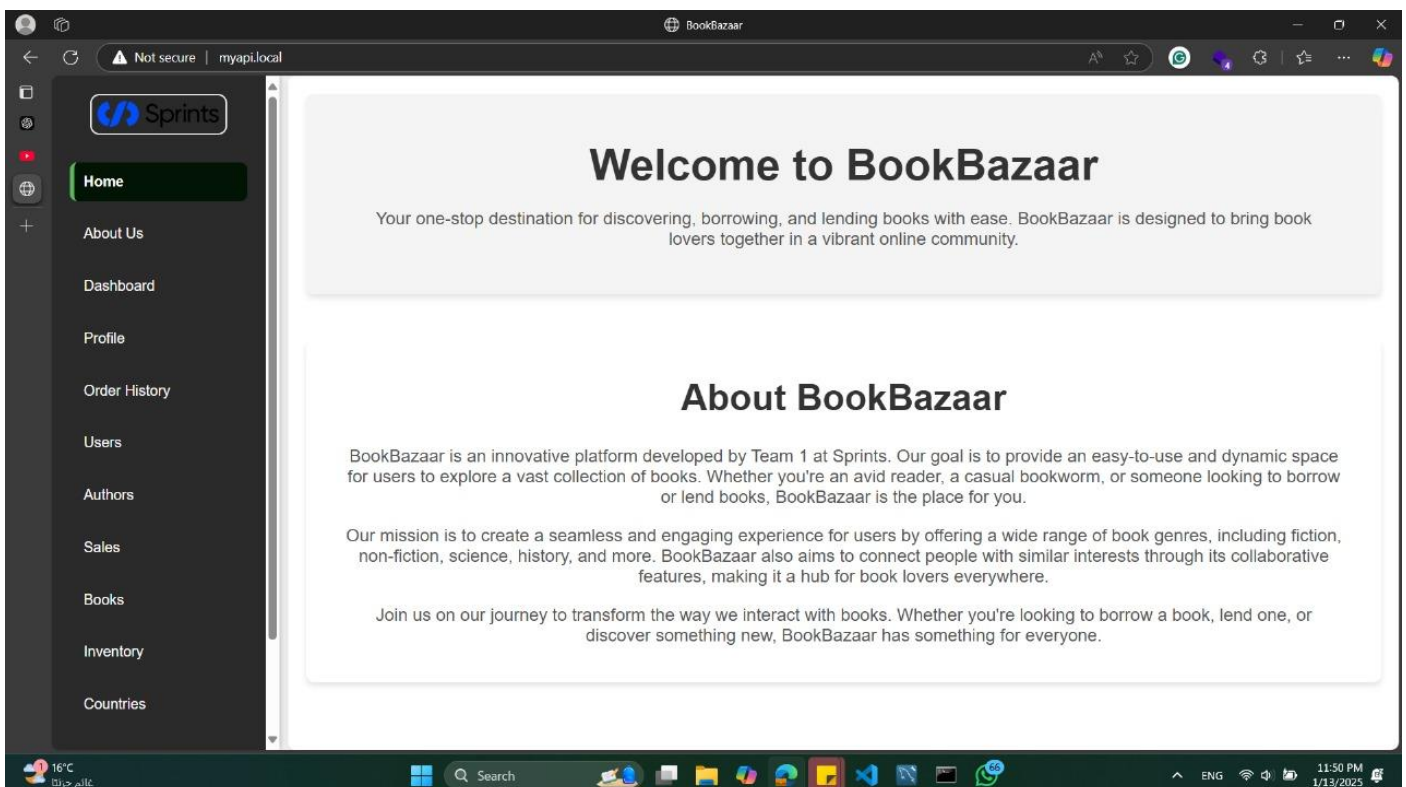 BookBazaar
Not secure | myapi.local
4
Sprints
Home
About Us
Dashboard
Profile
Order History
Users
Authors
Sales
Books
Inventory
Countries
Welcome to BookBazaar
Your one-stop destination for discovering, borrowing, and lending books with ease. BookBazaar is designed to bring book
lovers together in a vibrant online community.
About BookBazaar
BookBazaar is an innovative platform developed by Team 1 at Sprints. Our goal is to provide an easy-to-use and dynamic space
for users to explore a vast collection of books. Whether you're an avid reader, a casual bookworm, or someone looking to borrow
or lend books, BookBazaar is the place for you.
Our mission is to create a seamless and engaging experience for users by offering a wide range of book genres, including fiction,
non-fiction, science, history, and more. BookBazaar also aims to connect people with similar interests through its collaborative
features, making it a hub for book lovers everywhere.
Join us on our journey to transform the way we interact with books. Whether you're looking to borrow a book, lend one, or
discover something new, BookBazaar has something for everyone.
1
16°C
غائم جزئيًا
Search
66
ENG
11:50 PM
1/13/2025